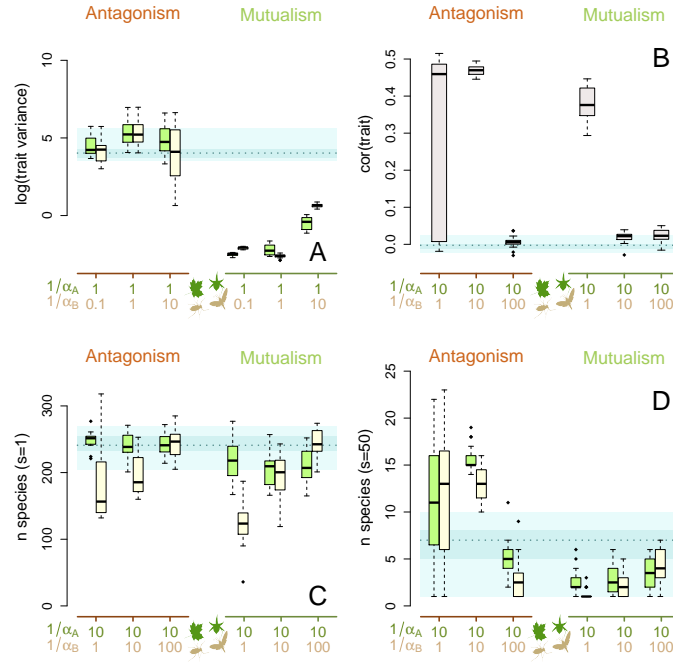 Antagonism Mutualism
10
5
0
log(trait variance)
A
1/αA 1 1 1 1 1 1
1/αB 0.1 1 10 0.1 1 10
Antagonism Mutualism
0.5
0.4
0.3
0.2
0.1
0.0
cor(trait)
B
1/αA 10 10 10 10 10 10
1/αB 1 10 100 1 10 100
Antagonism Mutualism
300
200
100
0
n species (s=1)
C
1/αA 10 10 10 10 10 10
1/αB 1 10 100 1 10 100
Antagonism Mutualism
25
20
15
10
5
0
n species (s=50)
D
1/αA 10 10 10 10 10 10
1/αB 1 10 100 1 10 100